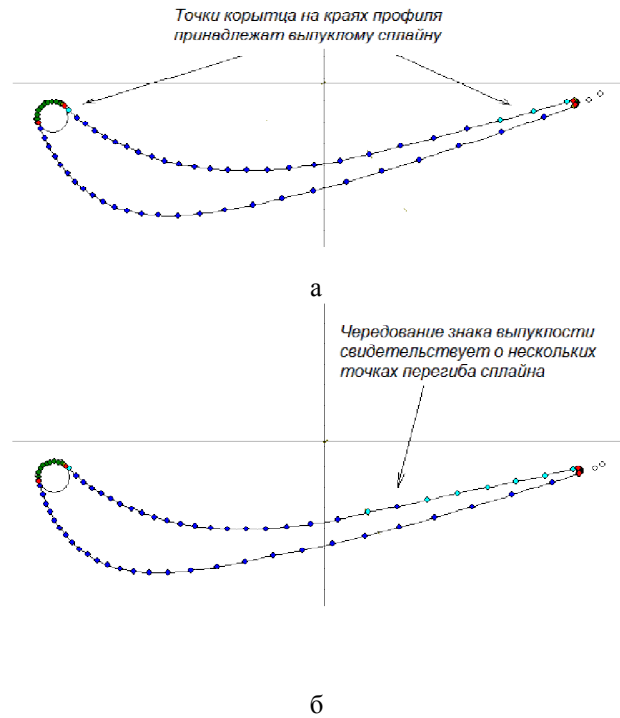 Точки корытца на краях профиля
принадлежат выпуклому сплайну
а
Чередование знака выпуклости
свидетельствует о нескольких
точках перегиба сплайна
б